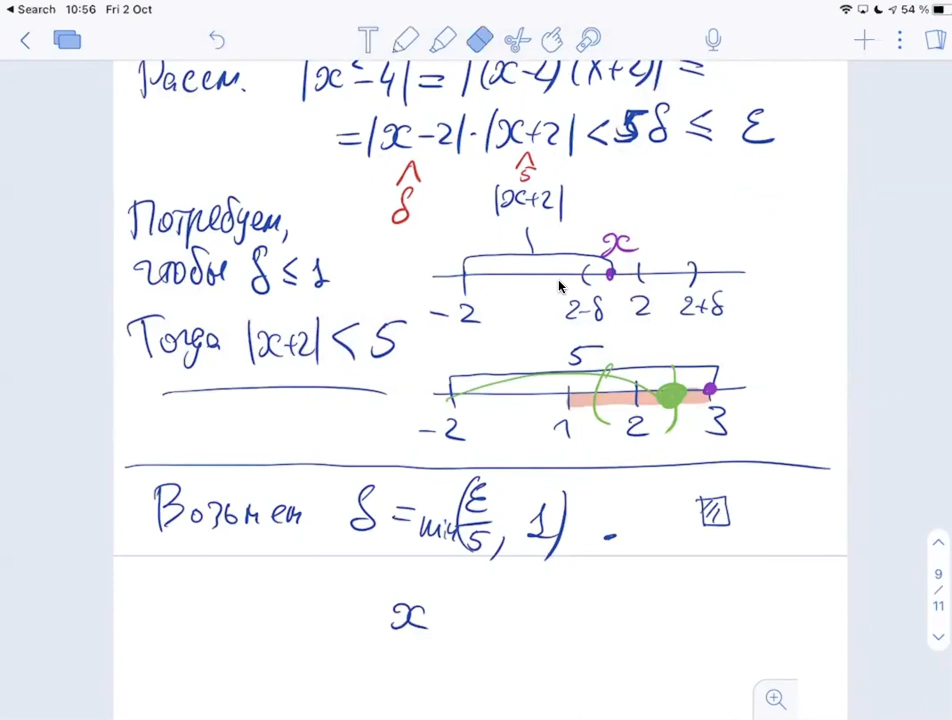 Search 10:56 Fri 2 Oct 54 %
T
Рассм. |x²−4| = |(x−2)(x+2)| =
= |x−2|·|x+2| < 5δ ≤ ε
^ ^
δ 5
|x+2|
Потребуем,
чтобы δ ≤ 1
x
−2 2−δ 2 2+δ
Тогда |x+2| < 5
5
−2 1 2 3
Возьмем δ = min(ε/5, 1).
x
9
/
11